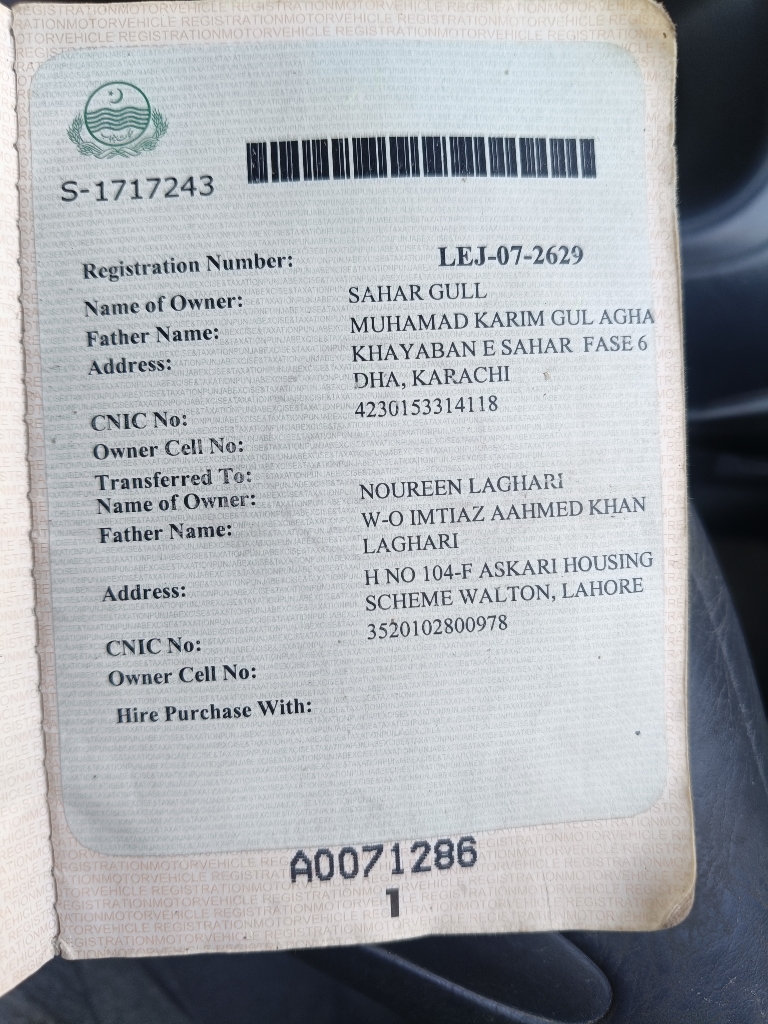 S-1717243
Registration Number: LEJ-07-2629
Name of Owner: SAHAR GULL
Father Name: MUHAMAD KARIM GUL AGHA
Address: KHAYABAN E SAHAR FASE 6
DHA, KARACHI
CNIC No: 4230153314118
Owner Cell No:
Transferred To:
Name of Owner: NOUREEN LAGHARI
Father Name: W-O IMTIAZ AAHMED KHAN
LAGHARI
Address: H NO 104-F ASKARI HOUSING
SCHEME WALTON, LAHORE
CNIC No: 3520102800978
Owner Cell No:
Hire Purchase With:
A0071286
1